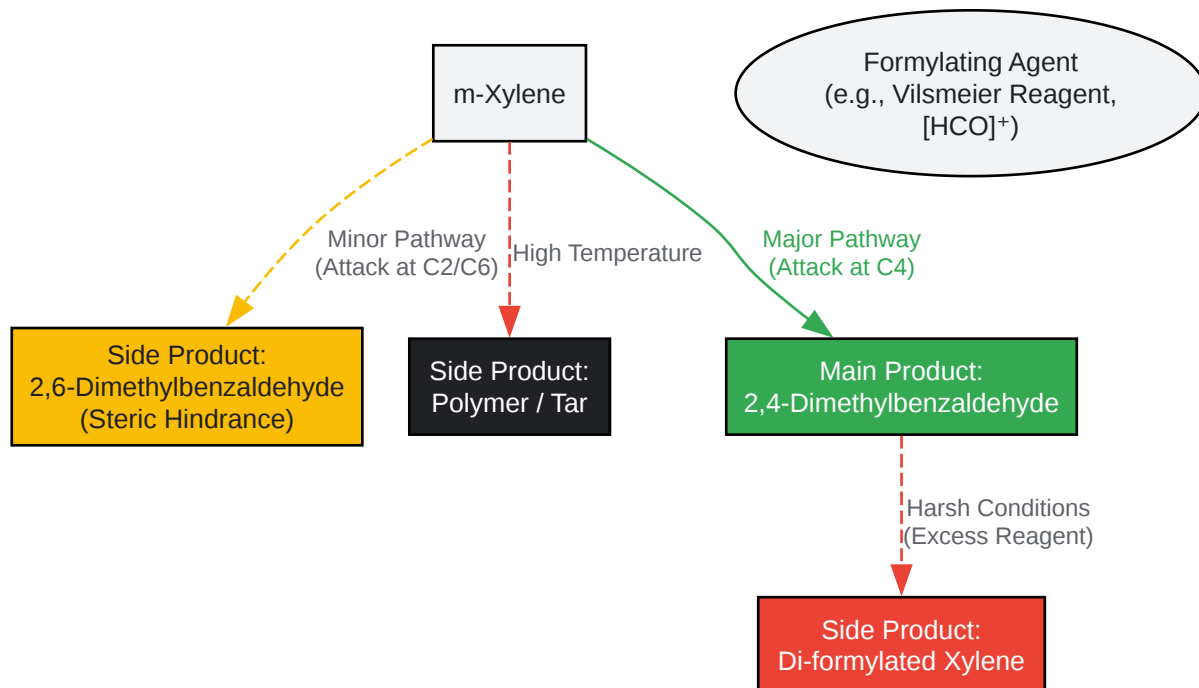 m-Xylene
Formylating Agent
(e.g., Vilsmeier Reagent,
[HCO]⁺)
Minor Pathway
(Attack at C2/C6)
High Temperature
Major Pathway
(Attack at C4)
Side Product:
2,6-Dimethylbenzaldehyde
(Steric Hindrance)
Side Product:
Polymer / Tar
Main Product:
2,4-Dimethylbenzaldehyde
Harsh Conditions
(Excess Reagent)
Side Product:
Di-formylated Xylene